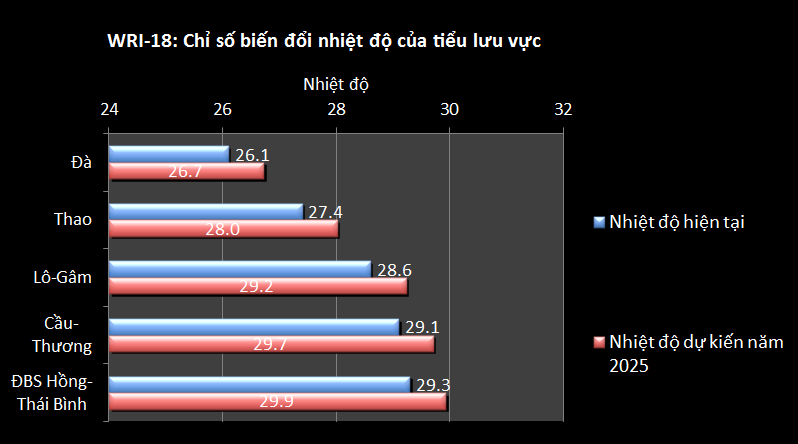 WRI-18: Chỉ số biến đổi nhiệt độ của tiểu lưu vực
Nhiệt độ
24 26 28 30 32
Đà
26.1
26.7
Thao
27.4
28.0
Lô-Gâm
28.6
29.2
Cầu-
Thương
29.1
29.7
ĐBS Hồng-
Thái Bình
29.3
29.9
Nhiệt độ hiện tại
Nhiệt độ dự kiến năm
2025